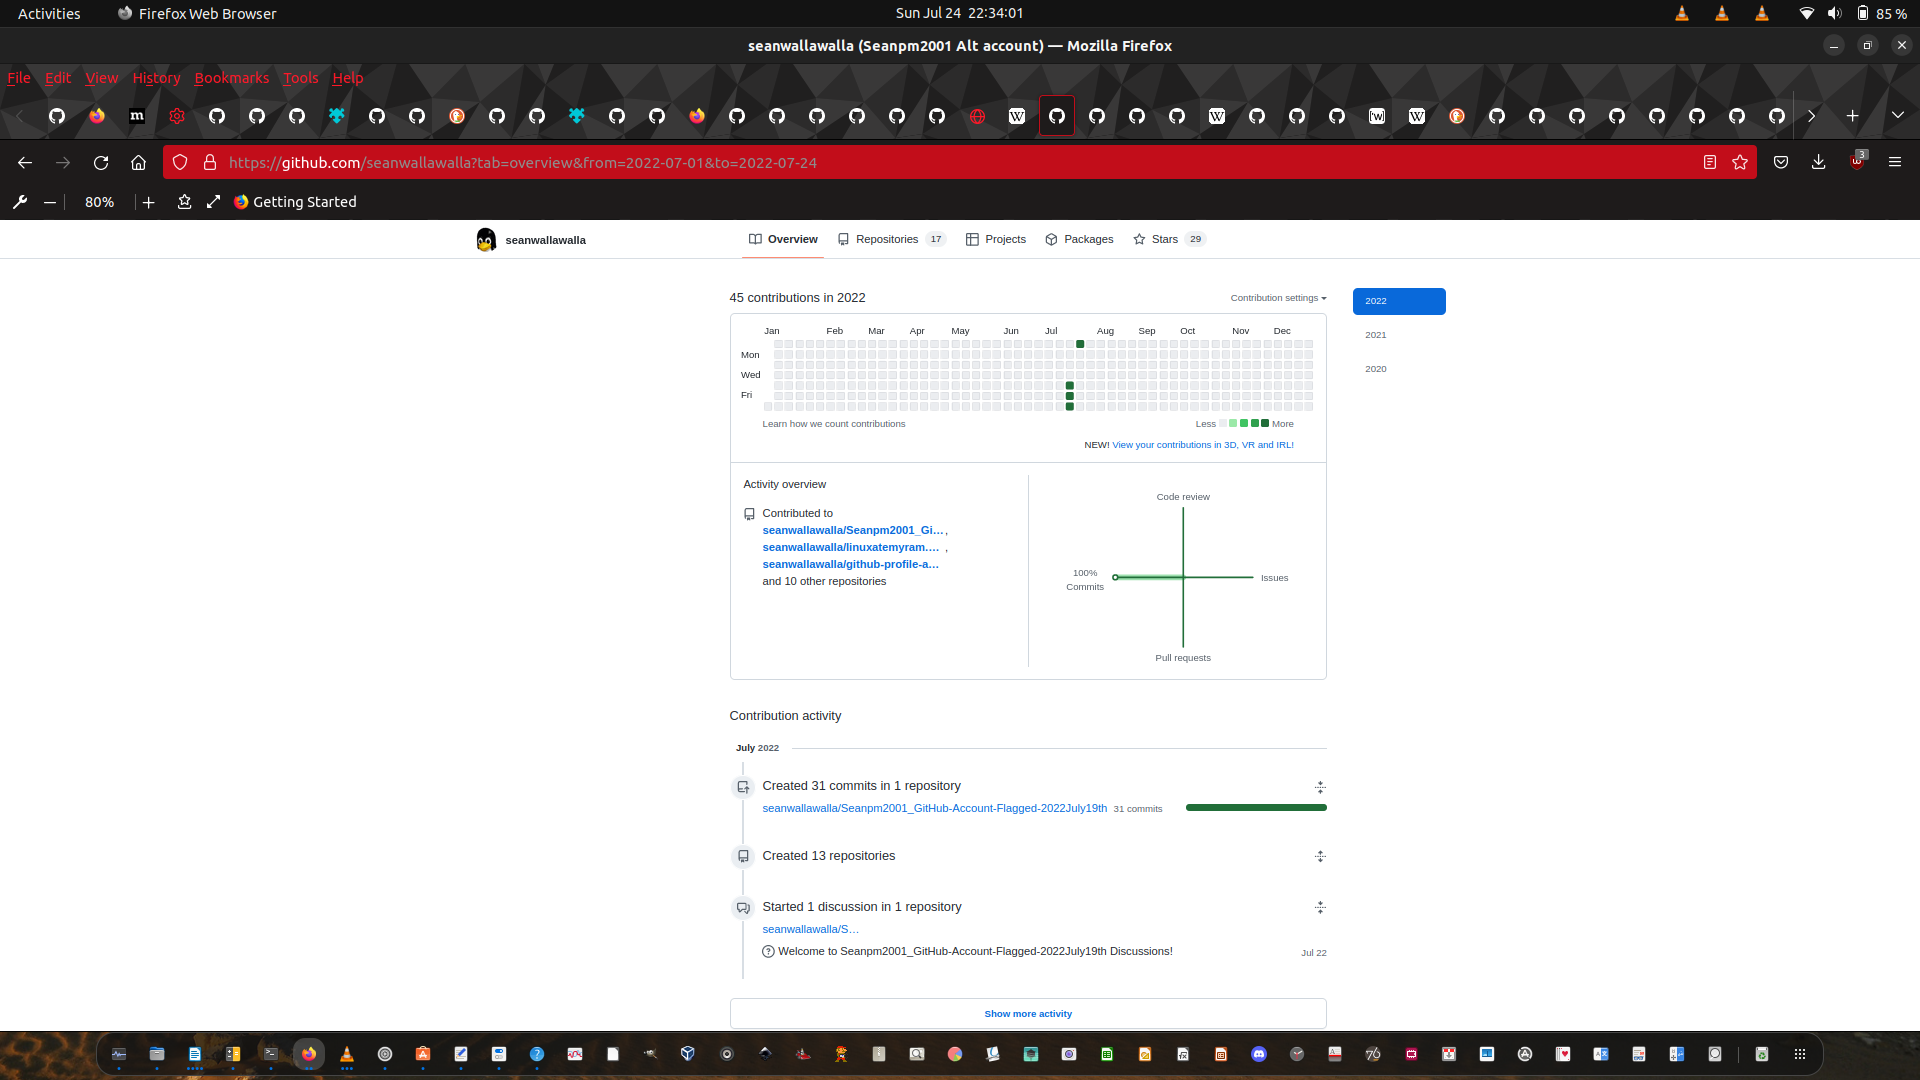 Activities
Firefox Web Browser
Sun Jul 24 22:34:01
85 %
seanwallawalla (Seanpm2001 Alt account) — Mozilla Firefox
File Edit View History Bookmarks Tools Help
https://github.com/seanwallawalla?tab=overview&from=2022-07-01&to=2022-07-24
3
80%
Getting Started
seanwallawalla
Overview
Repositories 17
Projects
Packages
Stars 29
45 contributions in 2022
Contribution settings
2022
2021
2020
Jan Feb Mar Apr May Jun Jul Aug Sep Oct Nov Dec
Mon
Wed
Fri
Learn how we count contributions
Less
More
NEW! View your contributions in 3D, VR and IRL!
Activity overview
Contributed to
seanwallawalla/Seanpm2001_Gi… ,
seanwallawalla/linuxatemyram.… ,
seanwallawalla/github-profile-a…
and 10 other repositories
Code review
100%
Commits
Issues
Pull requests
Contribution activity
July 2022
Created 31 commits in 1 repository
seanwallawalla/Seanpm2001_GitHub-Account-Flagged-2022July19th 31 commits
Created 13 repositories
Started 1 discussion in 1 repository
seanwallawalla/S…
Welcome to Seanpm2001_GitHub-Account-Flagged-2022July19th Discussions!
Jul 22
Show more activity